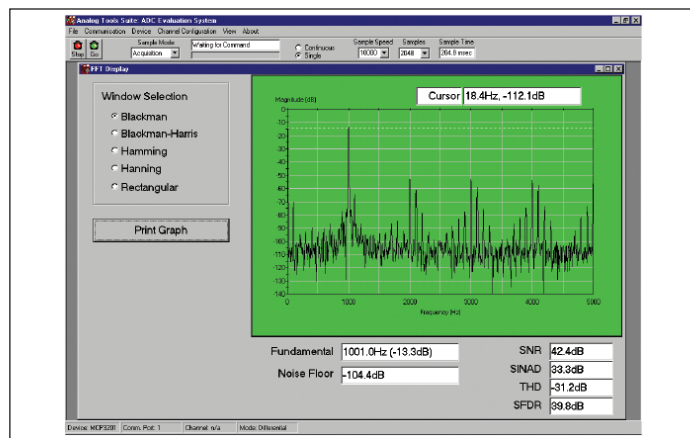 Analog Tools Suite: ADC Evaluation System
File Communication Device Channel Configuration View About
Stop Go
Sample Mode
Acquisition
Waiting for Command
Continuous
Single
Sample Speed
10000
Samples
2048
Sample Time
204.8 msec
FFT Display
Window Selection
Blackman
Blackman-Harris
Hamming
Hanning
Rectangular
Print Graph
Cursor 18.4Hz, -112.1dB
Magnitude (dB)
0
-10
-20
-30
-40
-50
-60
-70
-80
-90
-100
-110
-120
-130
-140
0 1000 2000 3000 4000 5000
Frequency (Hz)
Fundamental 1001.0Hz (-13.3dB)
Noise Floor -104.4dB
SNR 42.4dB
SINAD 33.3dB
THD -31.2dB
SFDR 39.8dB
Device: MCP3201 Comm. Port: 1 Channel: n/a Mode: Differential